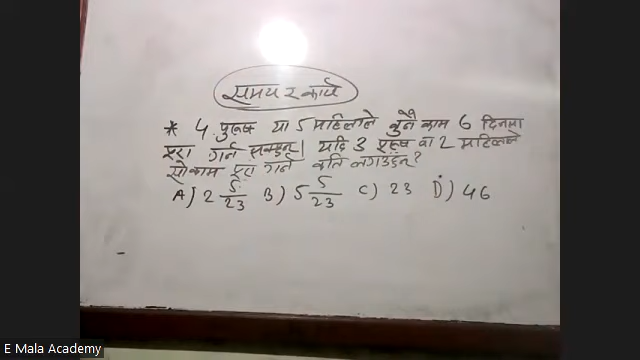 समय र कार्य
* 4 पुरुष या 5 महिलाले कुनै काम 6 दिनमा
पुरा गर्न सक्छन्। यदि 3 पुरुष वा 2 महिलाले
सो काम पुरा गर्न कति लगाउँछन्?
A) 2 5/23 B) 5 5/23 C) 23 D) 46
E Mala Academy